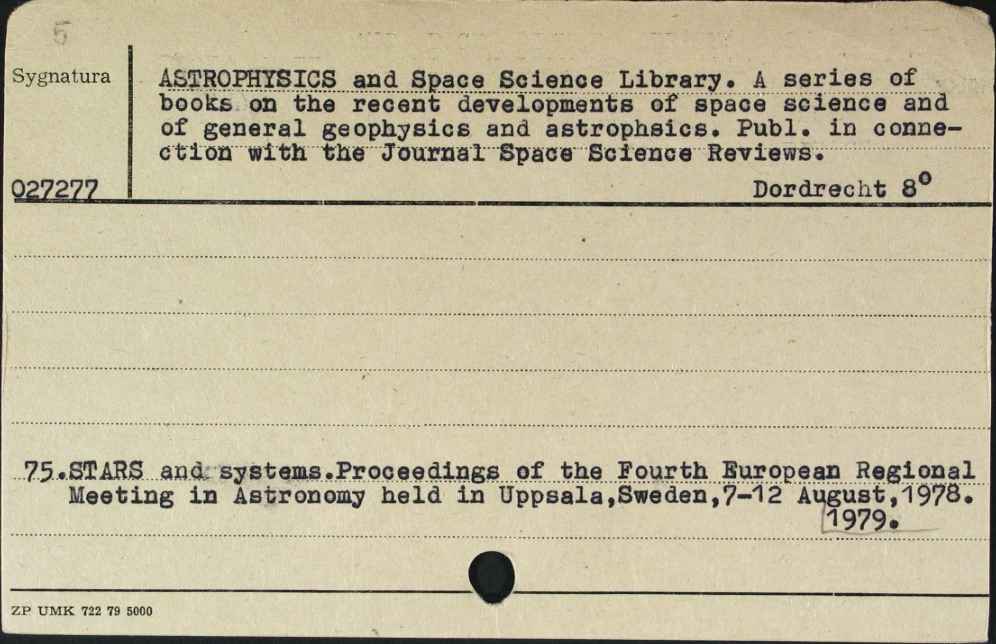 5
Sygnatura
ASTROPHYSICS and Space Science Library. A series of
books on the recent developments of space science and
of general geophysics and astrophsics. Publ. in conne-
ction with the Journal Space Science Reviews.
027277
Dordrecht 8º
75.STARS and systems.Proceedings of the Fourth European Regional
Meeting in Astronomy held in Uppsala,Sweden,7-12 August,1978.
1979.
ZP UMK 722 79 5000